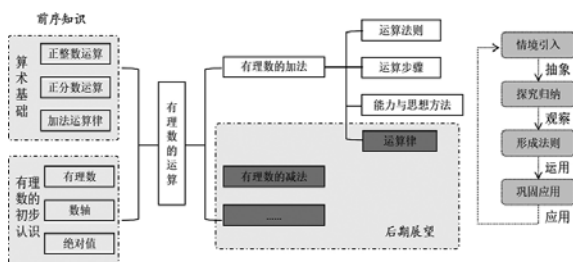 前序知识
算术基础
正整数运算
正分数运算
加法运算律
有理数的初步认识
有理数
数轴
绝对值
有理数的运算
有理数的加法
运算法则
运算步骤
能力与思想方法
运算律
有理数的减法
......
后期展望
情境引入
抽象
探究归纳
观察
形成法则
运用
巩固应用
应用